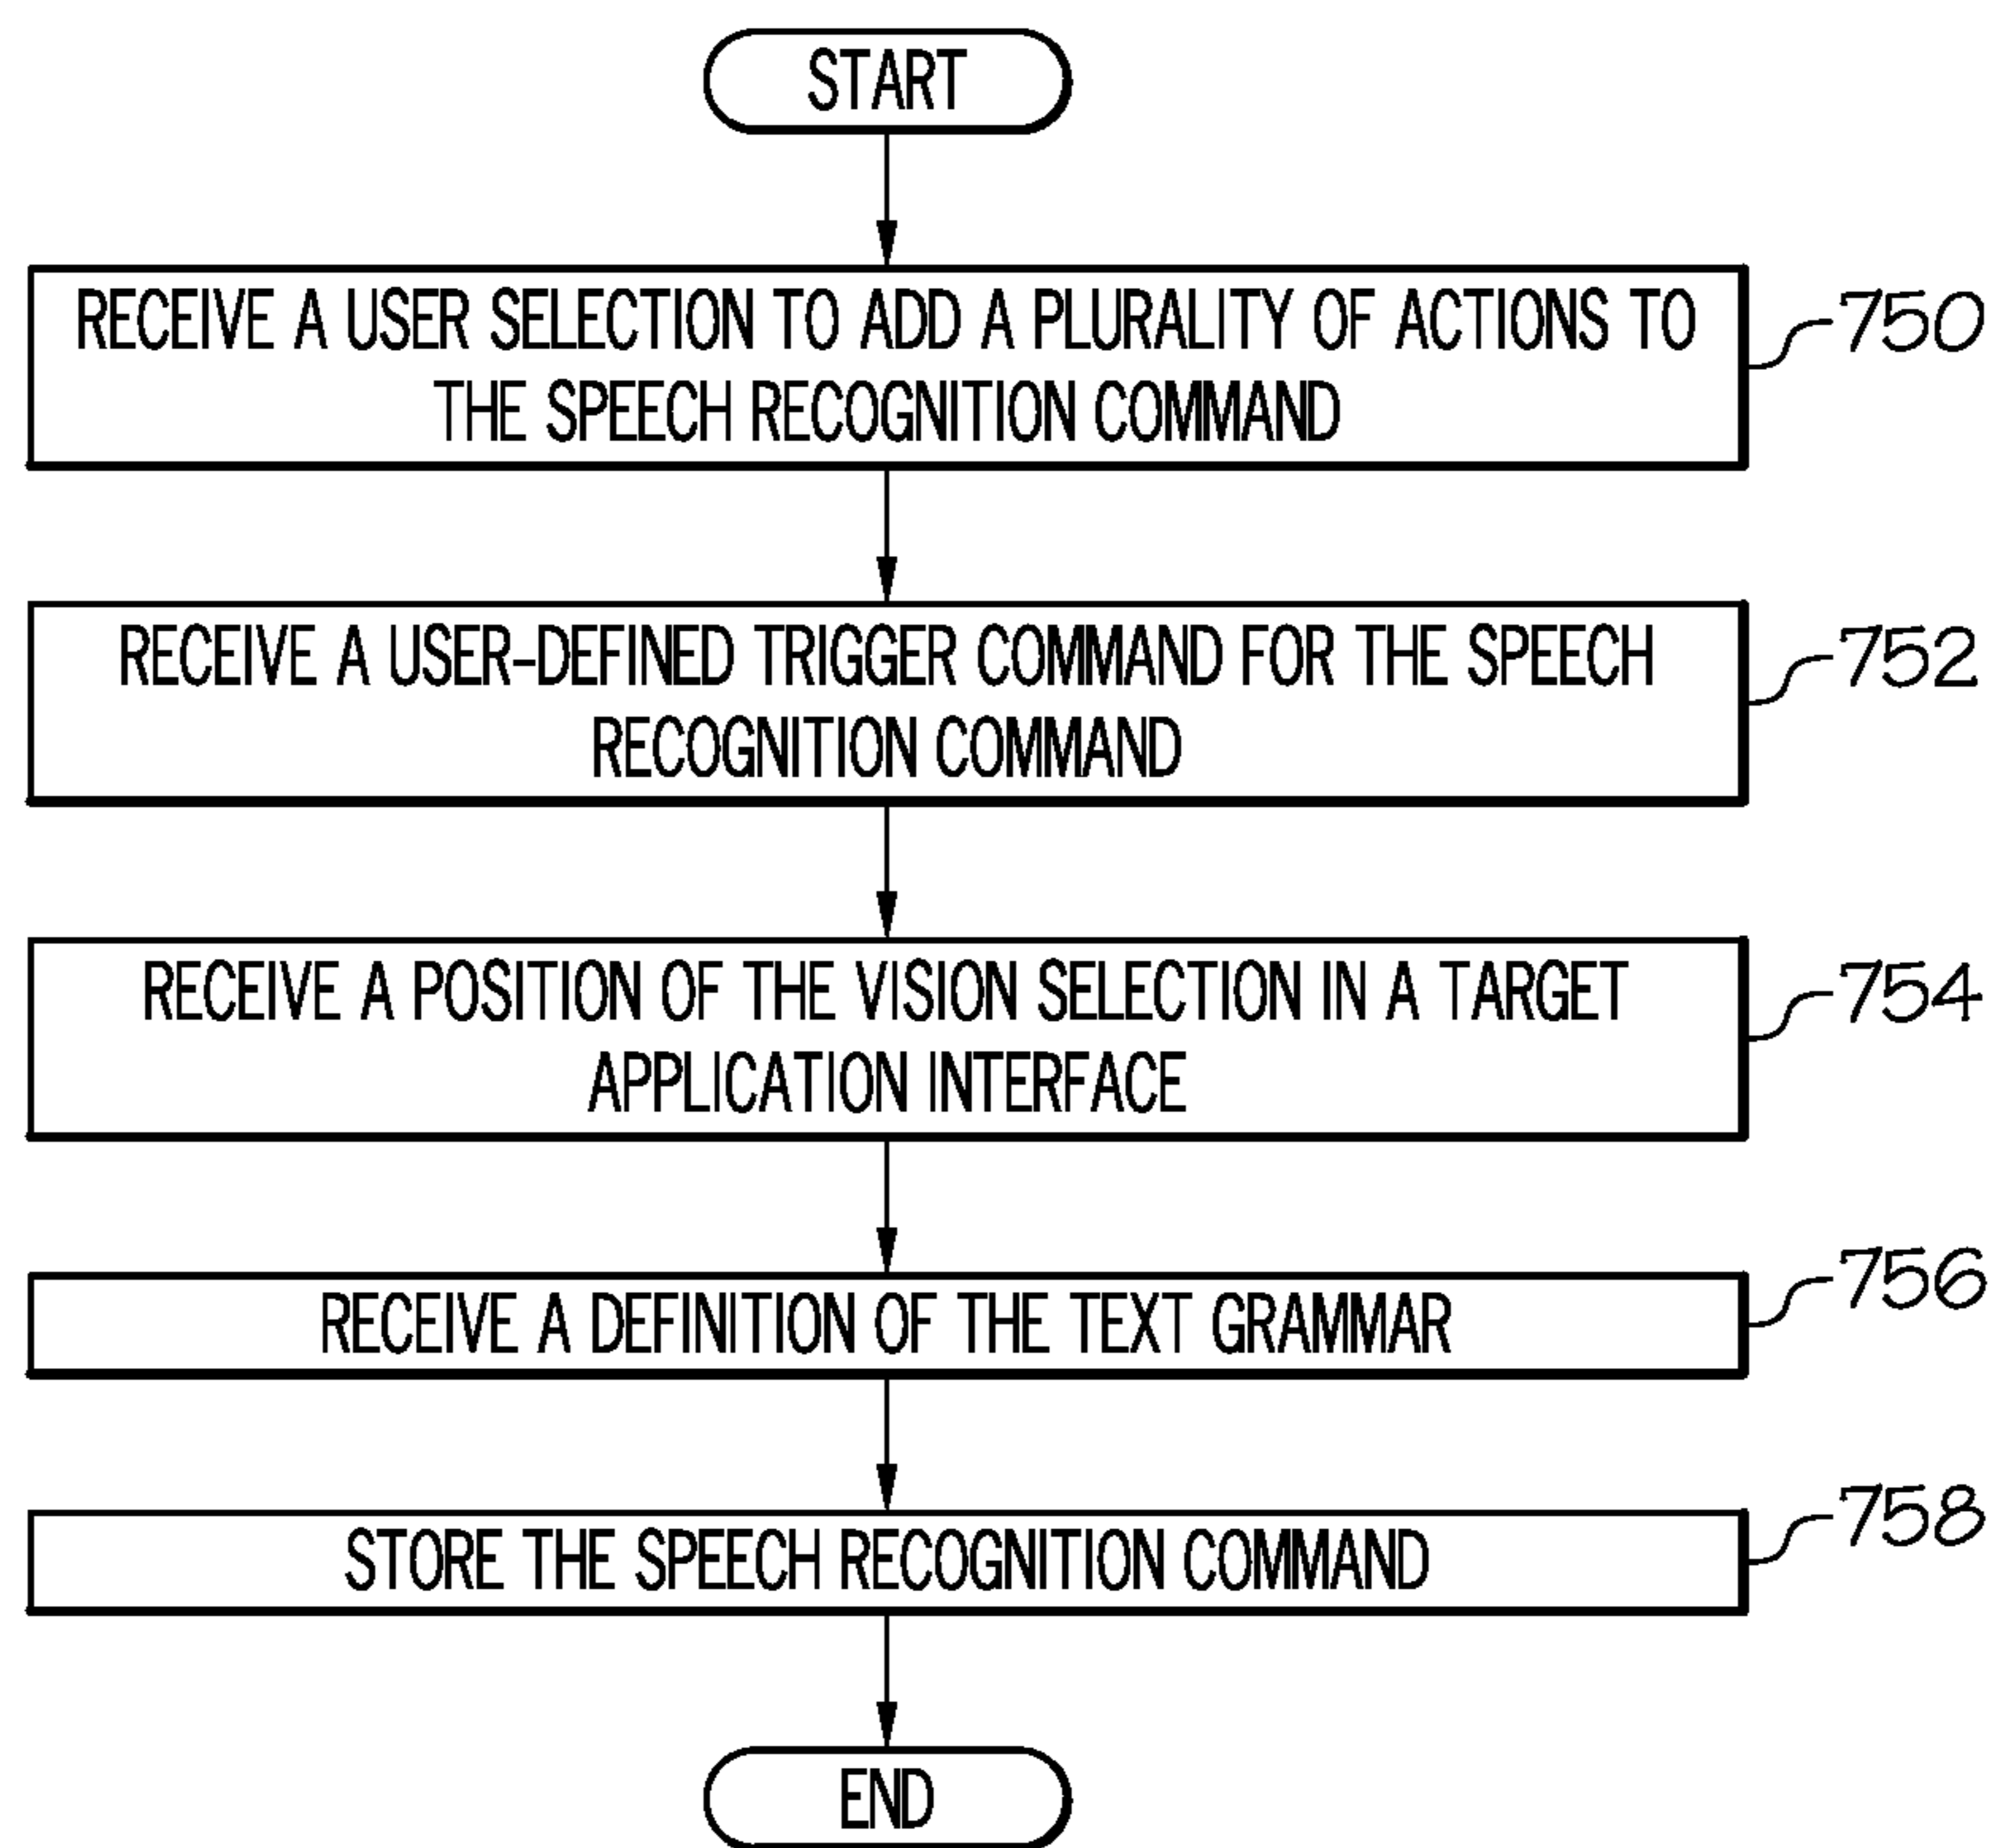 START
RECEIVE A USER SELECTION TO ADD A PLURALITY OF ACTIONS TO
THE SPEECH RECOGNITION COMMAND
750
RECEIVE A USER-DEFINED TRIGGER COMMAND FOR THE SPEECH
RECOGNITION COMMAND
752
RECEIVE A POSITION OF THE VISION SELECTION IN A TARGET
APPLICATION INTERFACE
754
RECEIVE A DEFINITION OF THE TEXT GRAMMAR
756
STORE THE SPEECH RECOGNITION COMMAND
758
END